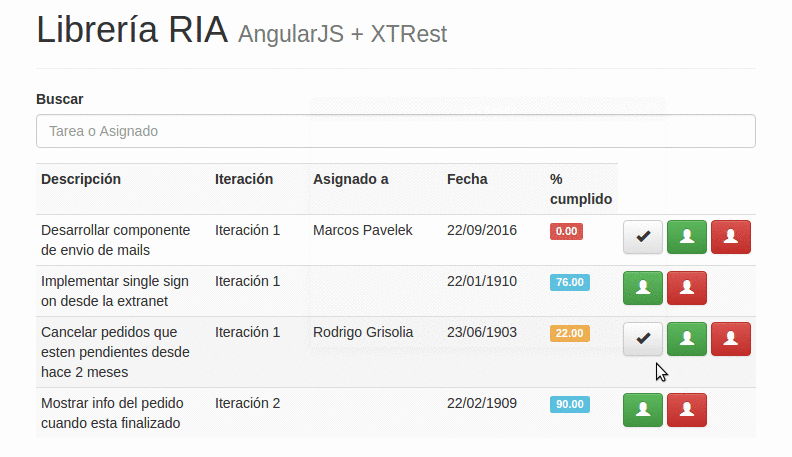 Librería RIA AngularJS + XTRest
Buscar
Tarea o Asignado
Descripción Iteración Asignado a Fecha %
cumplido
Desarrollar componente Iteración 1 Marcos Pavelek 22/09/2016 0.00
de envio de mails
Implementar single sign Iteración 1 22/01/1910 76.00
on desde la extranet
Cancelar pedidos que Iteración 1 Rodrigo Grisolia 23/06/1903 22.00
esten pendientes desde
hace 2 meses
Mostrar info del pedido Iteración 2 22/02/1909 90.00
cuando esta finalizado